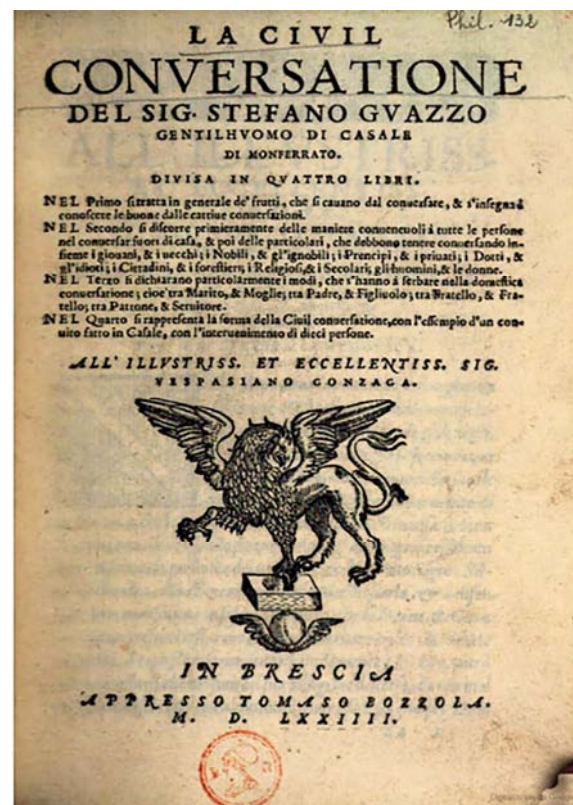 Phil. 132
LA CIVIL
CONVERSATIONE
DEL SIG. STEFANO GVAZZO
GENTILHVOMO DI CASALE
DI MONFERRATO.
DIVISA IN QVATTRO LIBRI.
NEL Primo si tratta in generale de' frutti, che si cauano dal conuersare, & s'insegna à
conoscere le buone dalle cattiue conuersationi.
NEL Secondo si discorre primieramente delle maniere conueneuoli à tutte le persone
nel conuersar fuori di casa, & poi delle particolari, che debbono tenere conuersando in-
sieme i giouani, & i uecchi; i Nobili, & gl'ignobili; i Prencipi, & i priuati; i Dotti, &
gl'idioti; i Cittadini, & i forestieri; i Religiosi, & i Secolari; gli huomini, & le donne.
NEL Terzo si dichiarano particolarmente i modi, che s'hanno à serbare nella domestica
conuersatione; cioe' tra Marito, & Moglie; tra Padre, & Figliuolo; tra Fratello, & Fra-
tello; tra Patrone, & Seruitore.
NEL Quarto si rappresenta la forma della Ciuil conuersatione, con l'essempio d'un con-
uito fatto in Casale, con l'interuenimento di dieci persone.
ALL' ILLVSTRISS. ET ECCELLENTISS. SIG.
VESPASIANO GONZAGA.
IN BRESCIA
APPRESSO TOMASO BOZZOLA.
M. D. LXXIIII.